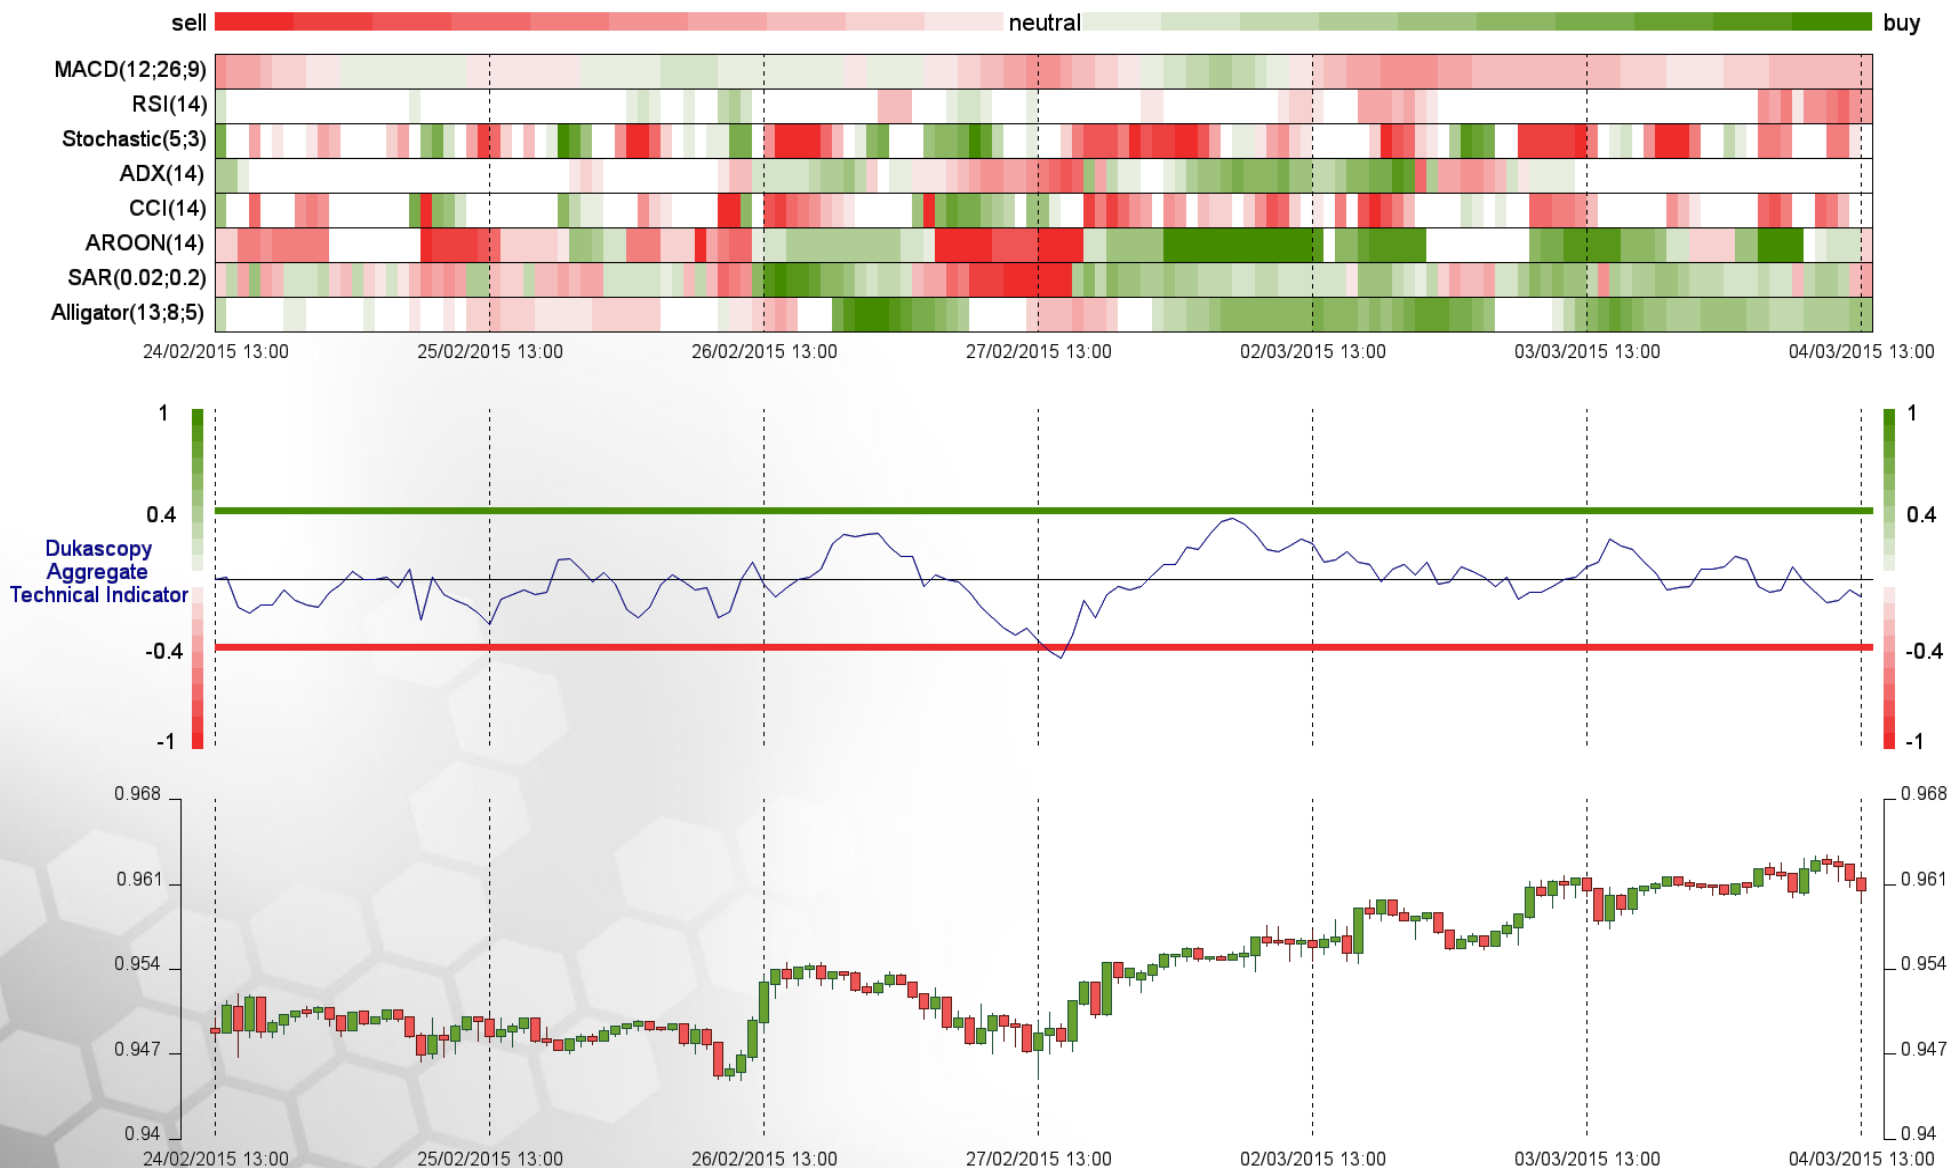 sell neutral buy
MACD(12;26;9)
RSI(14)
Stochastic(5;3)
ADX(14)
CCI(14)
AROON(14)
SAR(0.02;0.2)
Alligator(13;8;5)
24/02/2015 13:00 25/02/2015 13:00 26/02/2015 13:00 27/02/2015 13:00 02/03/2015 13:00 03/03/2015 13:00 04/03/2015 13:00
1 1
0.4 0.4
Dukascopy
Aggregate
Technical Indicator
-0.4 -0.4
-1 -1
0.968 0.968
0.961 0.961
0.954 0.954
0.947 0.947
0.94 0.94
24/02/2015 13:00 25/02/2015 13:00 26/02/2015 13:00 27/02/2015 13:00 02/03/2015 13:00 03/03/2015 13:00 04/03/2015 13:00